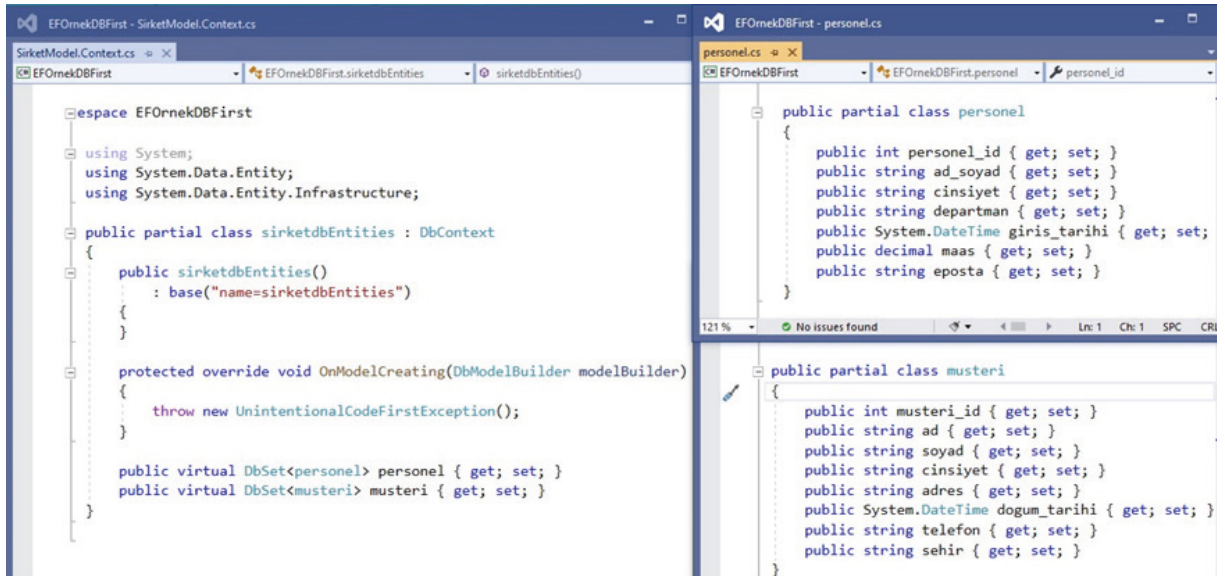 EFOrnekDBFirst - SirketModel.Context.cs
SirketModel.Context.cs
EFOrnekDBFirst EFOrnekDBFirst.sirketdbEntities sirketdbEntities()
espace EFOrnekDBFirst
using System;
using System.Data.Entity;
using System.Data.Entity.Infrastructure;
public partial class sirketdbEntities : DbContext
{
public sirketdbEntities()
: base("name=sirketdbEntities")
{
}
protected override void OnModelCreating(DbModelBuilder modelBuilder)
{
throw new UnintentionalCodeFirstException();
}
public virtual DbSet<personel> personel { get; set; }
public virtual DbSet<musteri> musteri { get; set; }
}
EFOrnekDBFirst - personel.cs
personel.cs
EFOrnekDBFirst EFOrnekDBFirst.personel personel_id
public partial class personel
{
public int personel_id { get; set; }
public string ad_soyad { get; set; }
public string cinsiyet { get; set; }
public string departman { get; set; }
public System.DateTime giris_tarihi { get; set;
public decimal maas { get; set; }
public string eposta { get; set; }
}
121 % No issues found Ln: 1 Ch: 1 SPC CRL
public partial class musteri
{
public int musteri_id { get; set; }
public string ad { get; set; }
public string soyad { get; set; }
public string cinsiyet { get; set; }
public string adres { get; set; }
public System.DateTime dogum_tarihi { get; set; }
public string telefon { get; set; }
public string sehir { get; set; }
}